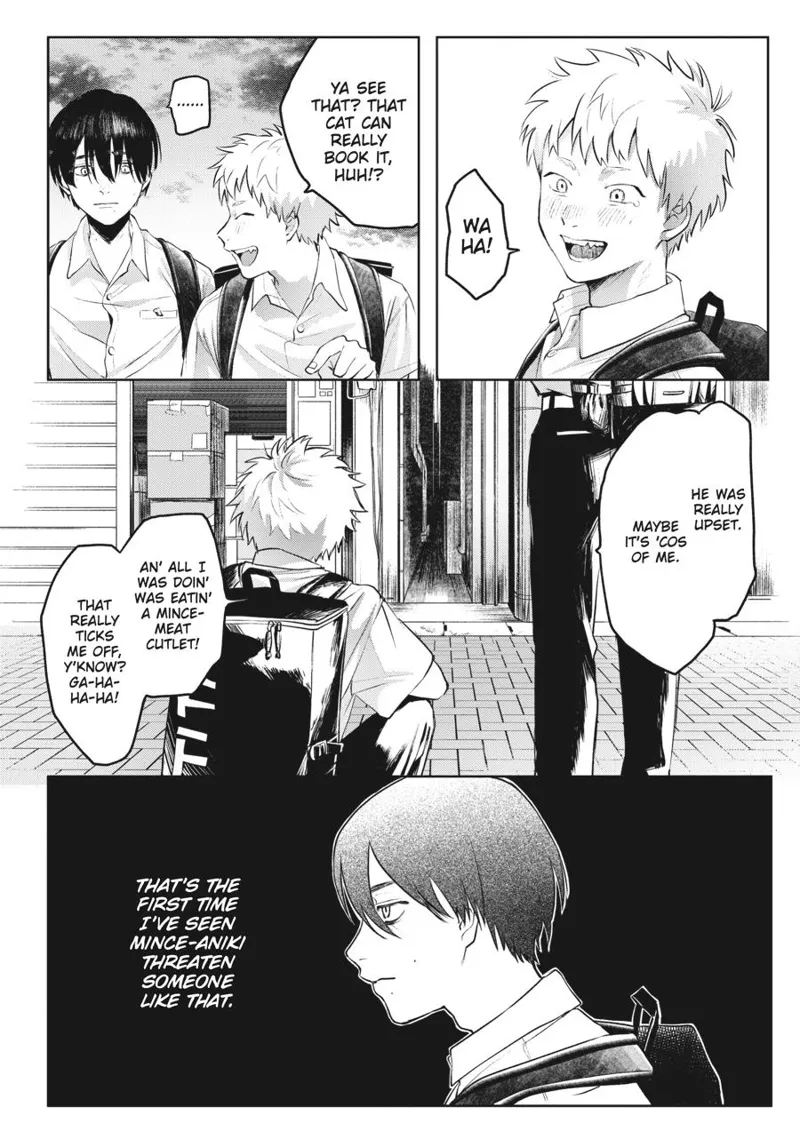 WA
HA!
YA SEE
THAT? THAT
CAT CAN
REALLY
BOOK IT,
HUH!?
......
HE WAS
REALLY
UPSET.
MAYBE
IT'S 'COS
OF ME.
AN' ALL I
WAS DOIN'
WAS EATIN'
A MINCE-
MEAT
CUTLET!
THAT
REALLY
TICKS
ME OFF,
Y'KNOW?
GA-HA-
HA-HA!
THAT'S THE
FIRST TIME
I'VE SEEN
MINCE-ANIKI
THREATEN
SOMEONE
LIKE THAT.